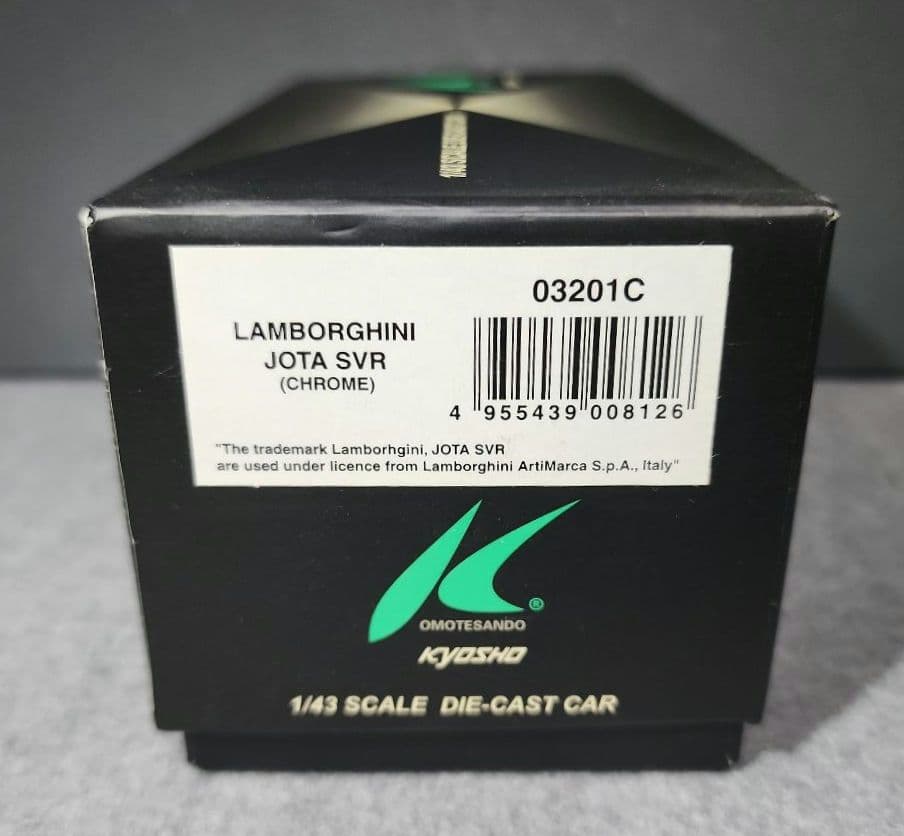 03201C
LAMBORGHINI
JOTA SVR
(CHROME)
4 955439 008126
"The trademark Lamborhgini, JOTA SVR
are used under licence from Lamborghini ArtiMarca S.p.A., Italy"
®
OMOTESANDO
KYOSHO
1/43 SCALE DIE-CAST CAR